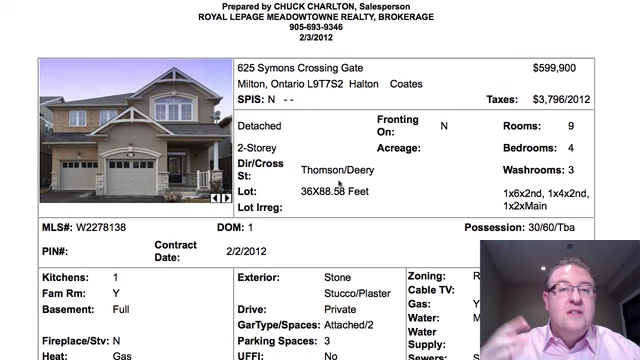 Prepared by CHUCK CHARLTON, Salesperson
ROYAL LEPAGE MEADOWTOWNE REALTY, BROKERAGE
905-693-9346
2/3/2012
625 Symons Crossing Gate $599,900
Milton, Ontario L9T7S2 Halton Coates
SPIS: N - - Taxes: $3,796/2012
Detached Fronting On: N Rooms: 9
2-Storey Acreage: Bedrooms: 4
Dir/Cross St: Thomson/Deery Washrooms: 3
Lot: 36X88.58 Feet 1x6x2nd, 1x4x2nd,
Lot Irreg: 1x2xMain
MLS#: W2278138 DOM: 1 Possession: 30/60/Tba
PIN#: Contract Date: 2/2/2012
Kitchens: 1 Exterior: Stone Zoning: R
Fam Rm: Y Stucco/Plaster Cable TV:
Basement: Full Drive: Private Gas: Y
GarType/Spaces: Attached/2 Water: M
Fireplace/Stv: N Parking Spaces: 3 Water Supply:
Heat: Gas UFFI: No Sewers: